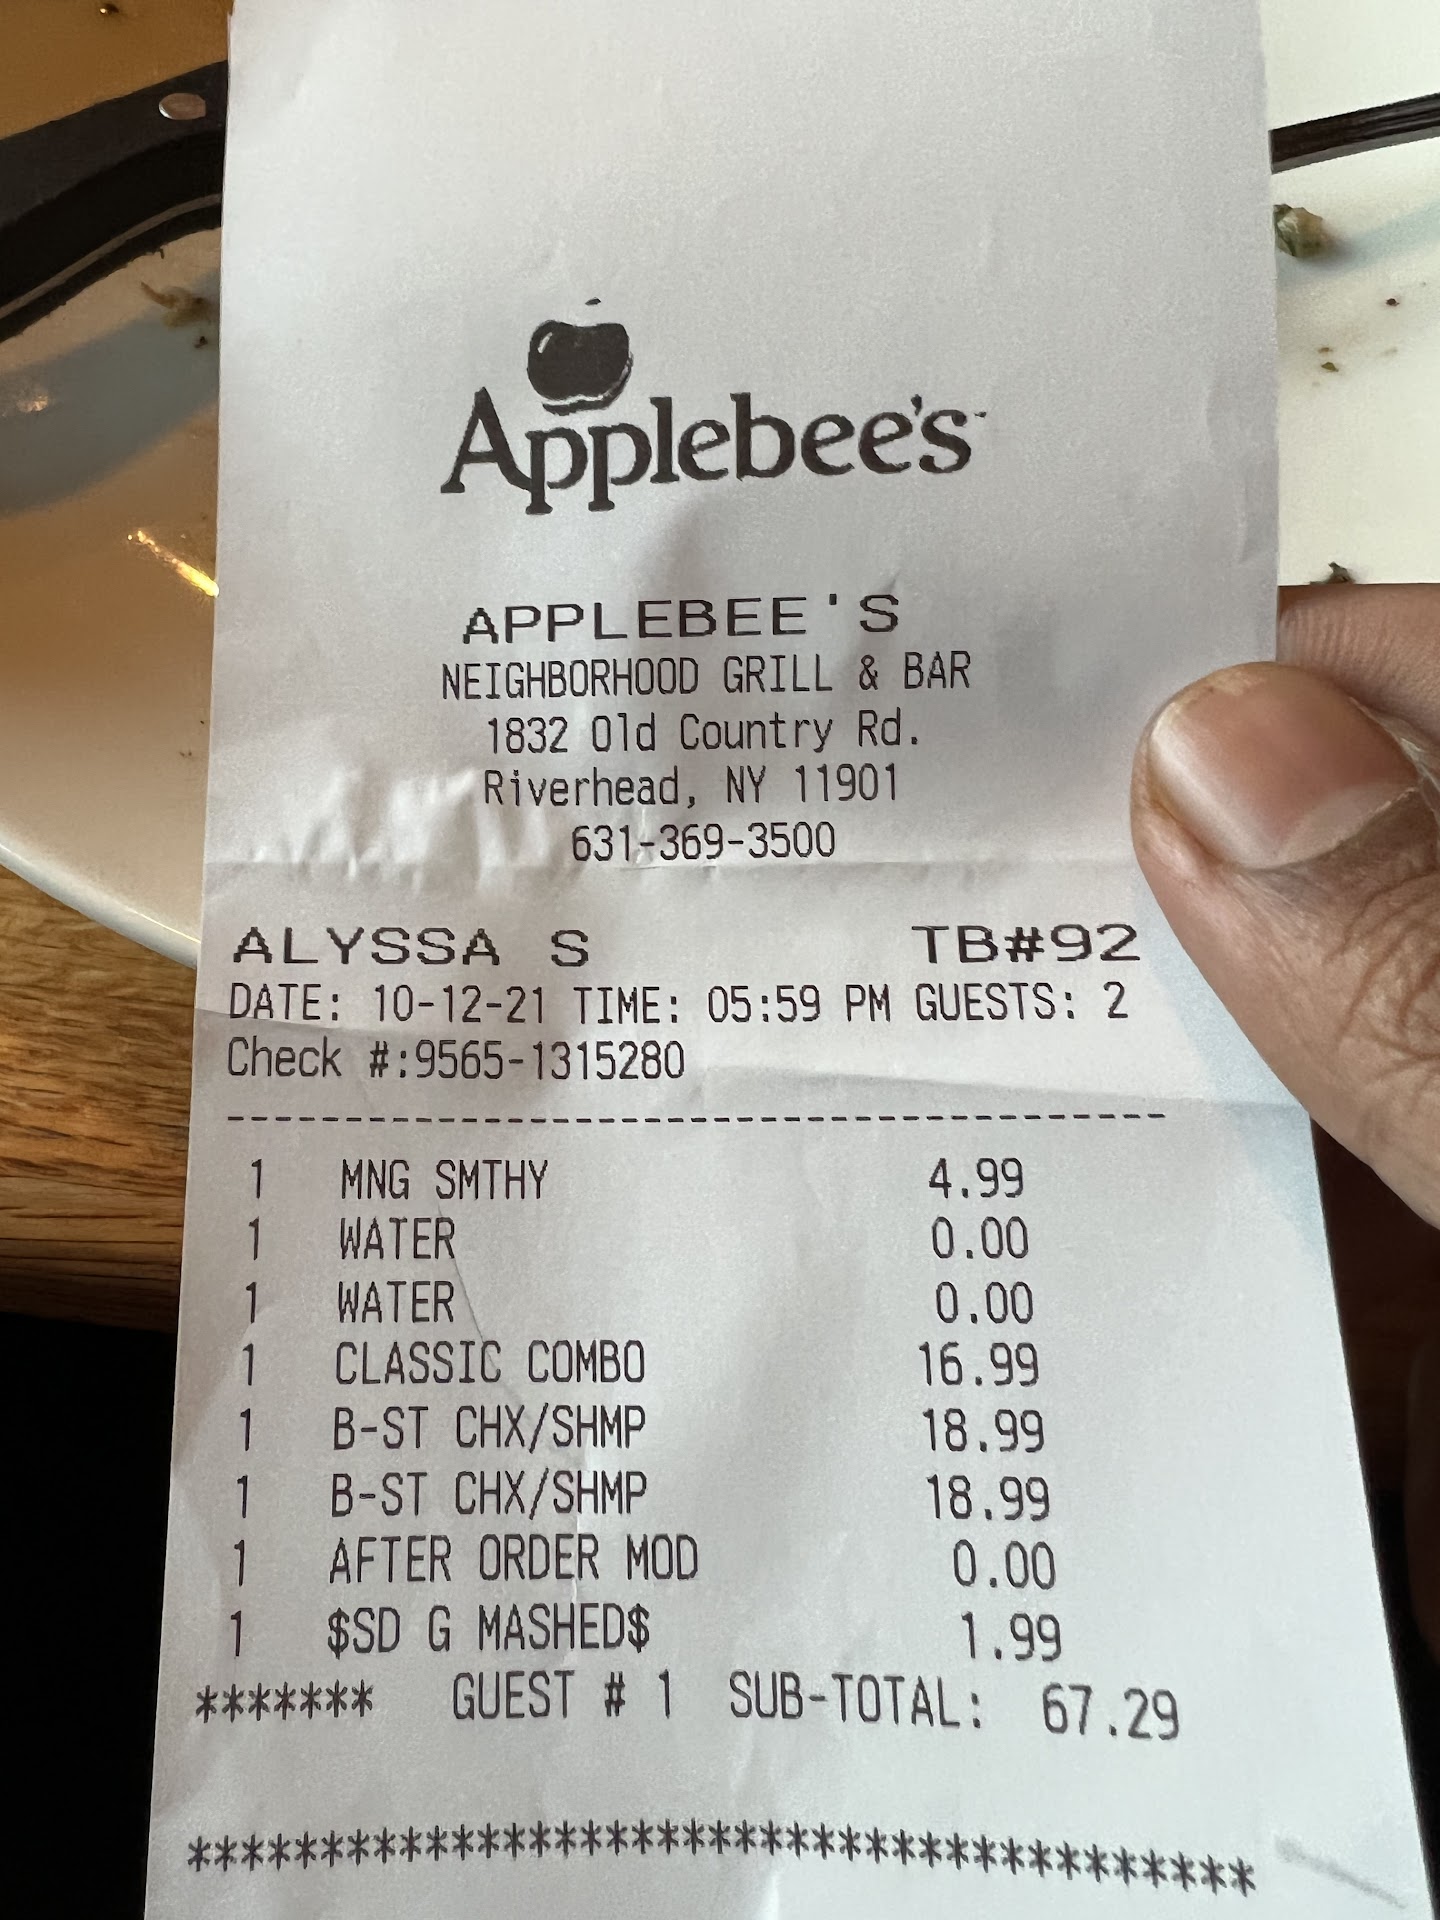 Applebee's
APPLEBEE'S
NEIGHBORHOOD GRILL & BAR
1832 Old Country Rd.
Riverhead, NY 11901
631-369-3500
ALYSSA S TB#92
DATE: 10-12-21 TIME: 05:59 PM GUESTS: 2
Check #:9565-1315280
----------------------------------------
1 MNG SMTHY 4.99
1 WATER 0.00
1 WATER 0.00
1 CLASSIC COMBO 16.99
1 B-ST CHX/SHMP 18.99
1 B-ST CHX/SHMP 18.99
1 AFTER ORDER MOD 0.00
1 $SD G MASHED$ 1.99
******* GUEST # 1 SUB-TOTAL: 67.29
****************************************